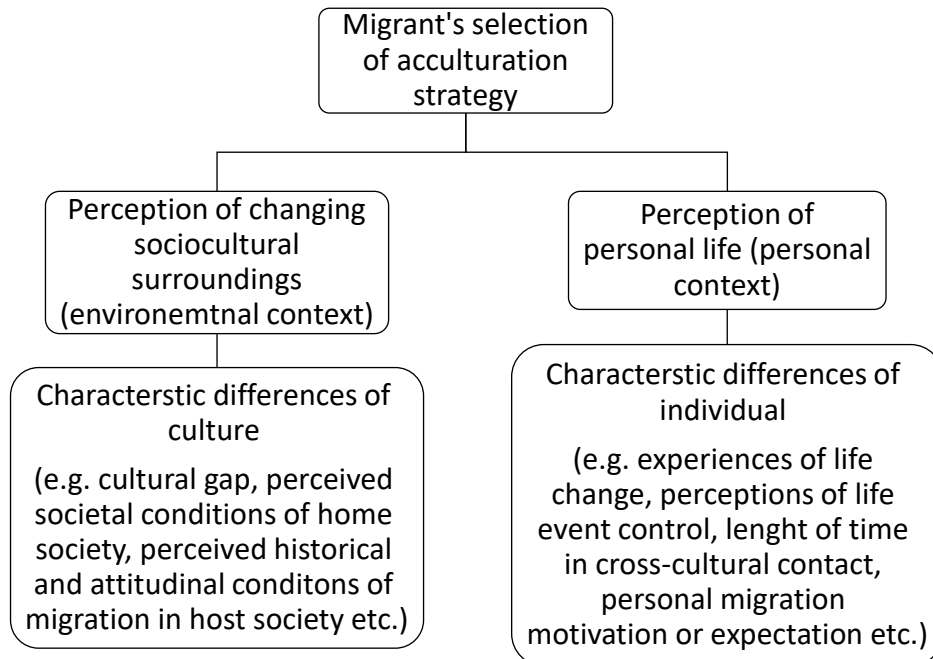 Migrant's selection
of acculturation
strategy
Perception of changing
sociocultural
surroundings
(environemtnal context)
Perception of
personal life (personal
context)
Characterstic differences of
culture
(e.g. cultural gap, perceived
societal conditions of home
society, perceived historical
and attitudinal conditons of
migration in host society etc.)
Characterstic differences of
individual
(e.g. experiences of life
change, perceptions of life
event control, lenght of time
in cross-cultural contact,
personal migration
motivation or expectation etc.)